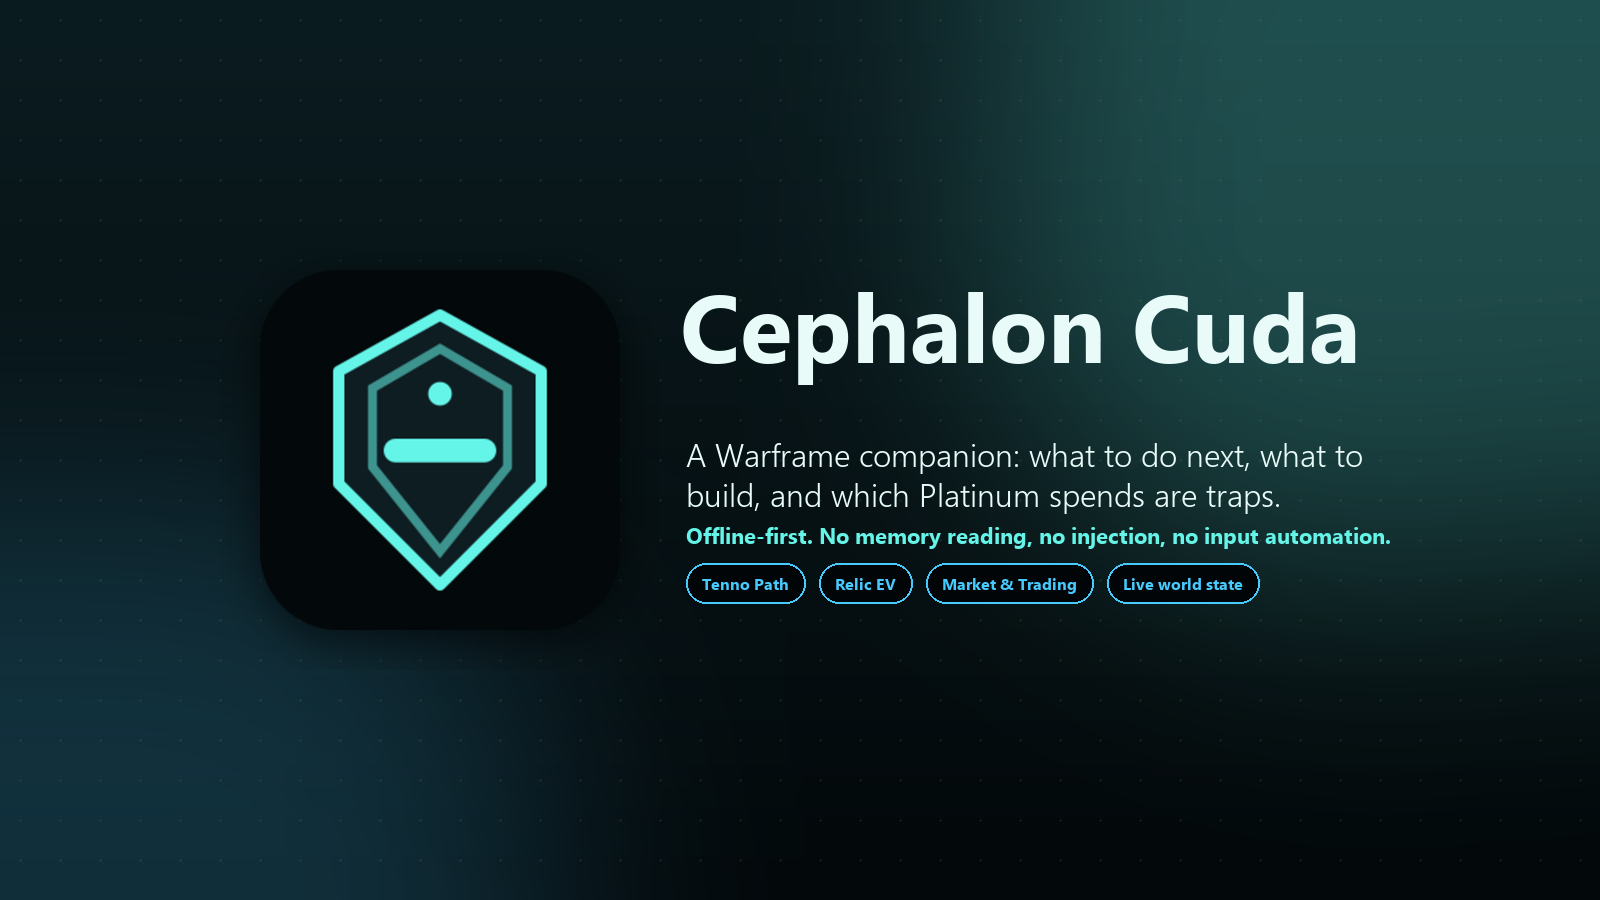 Cephalon Cuda
A Warframe companion: what to do next, what to
build, and which Platinum spends are traps.
Offline-first. No memory reading, no injection, no input automation.
Tenno Path Relic EV Market & Trading Live world state